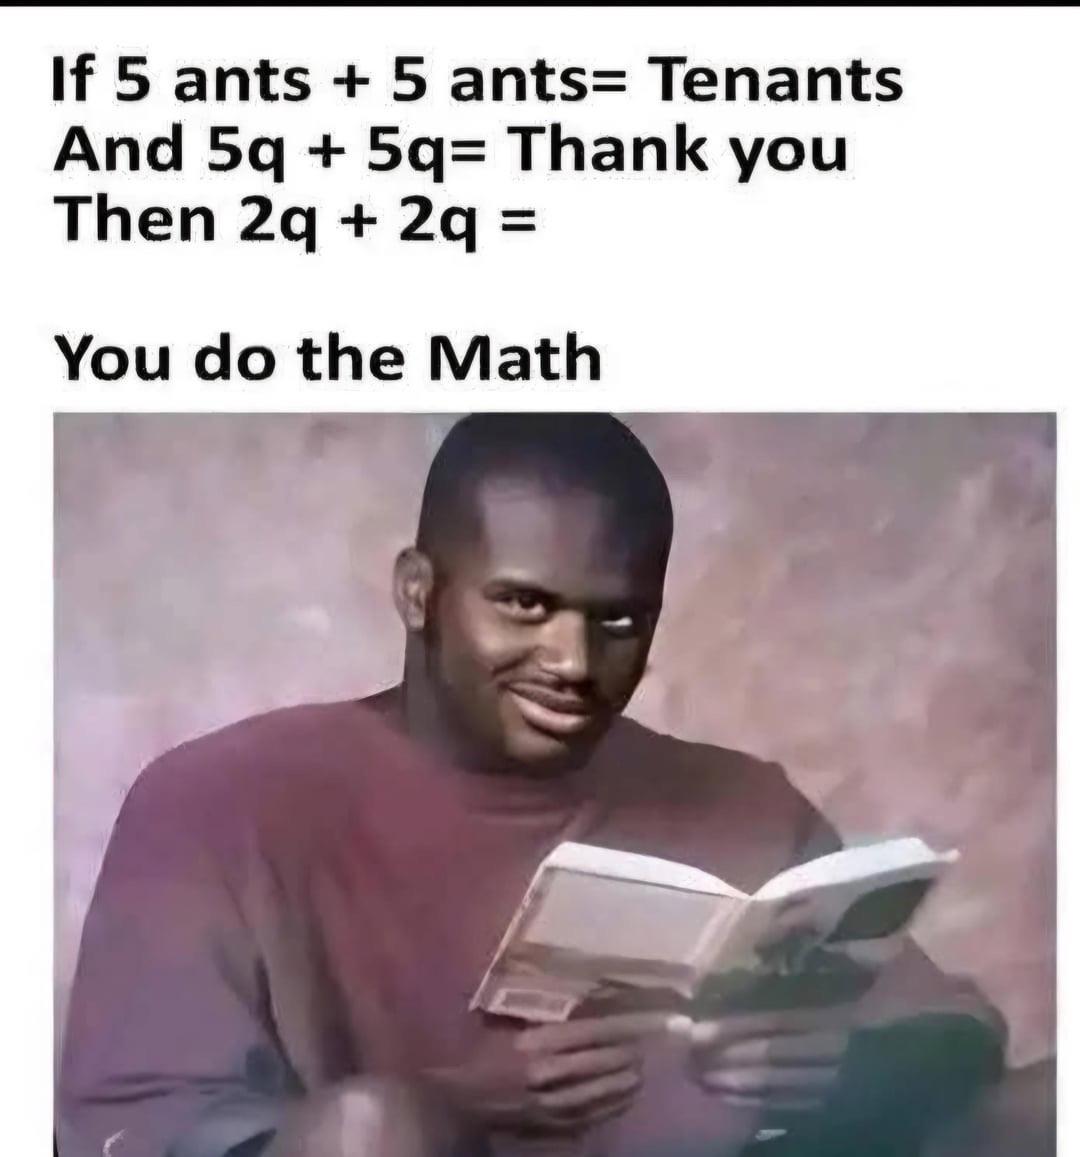 If 5 ants + 5 ants= Tenants
And 5q + 5q= Thank you
Then 2q + 2q =
You do the Math